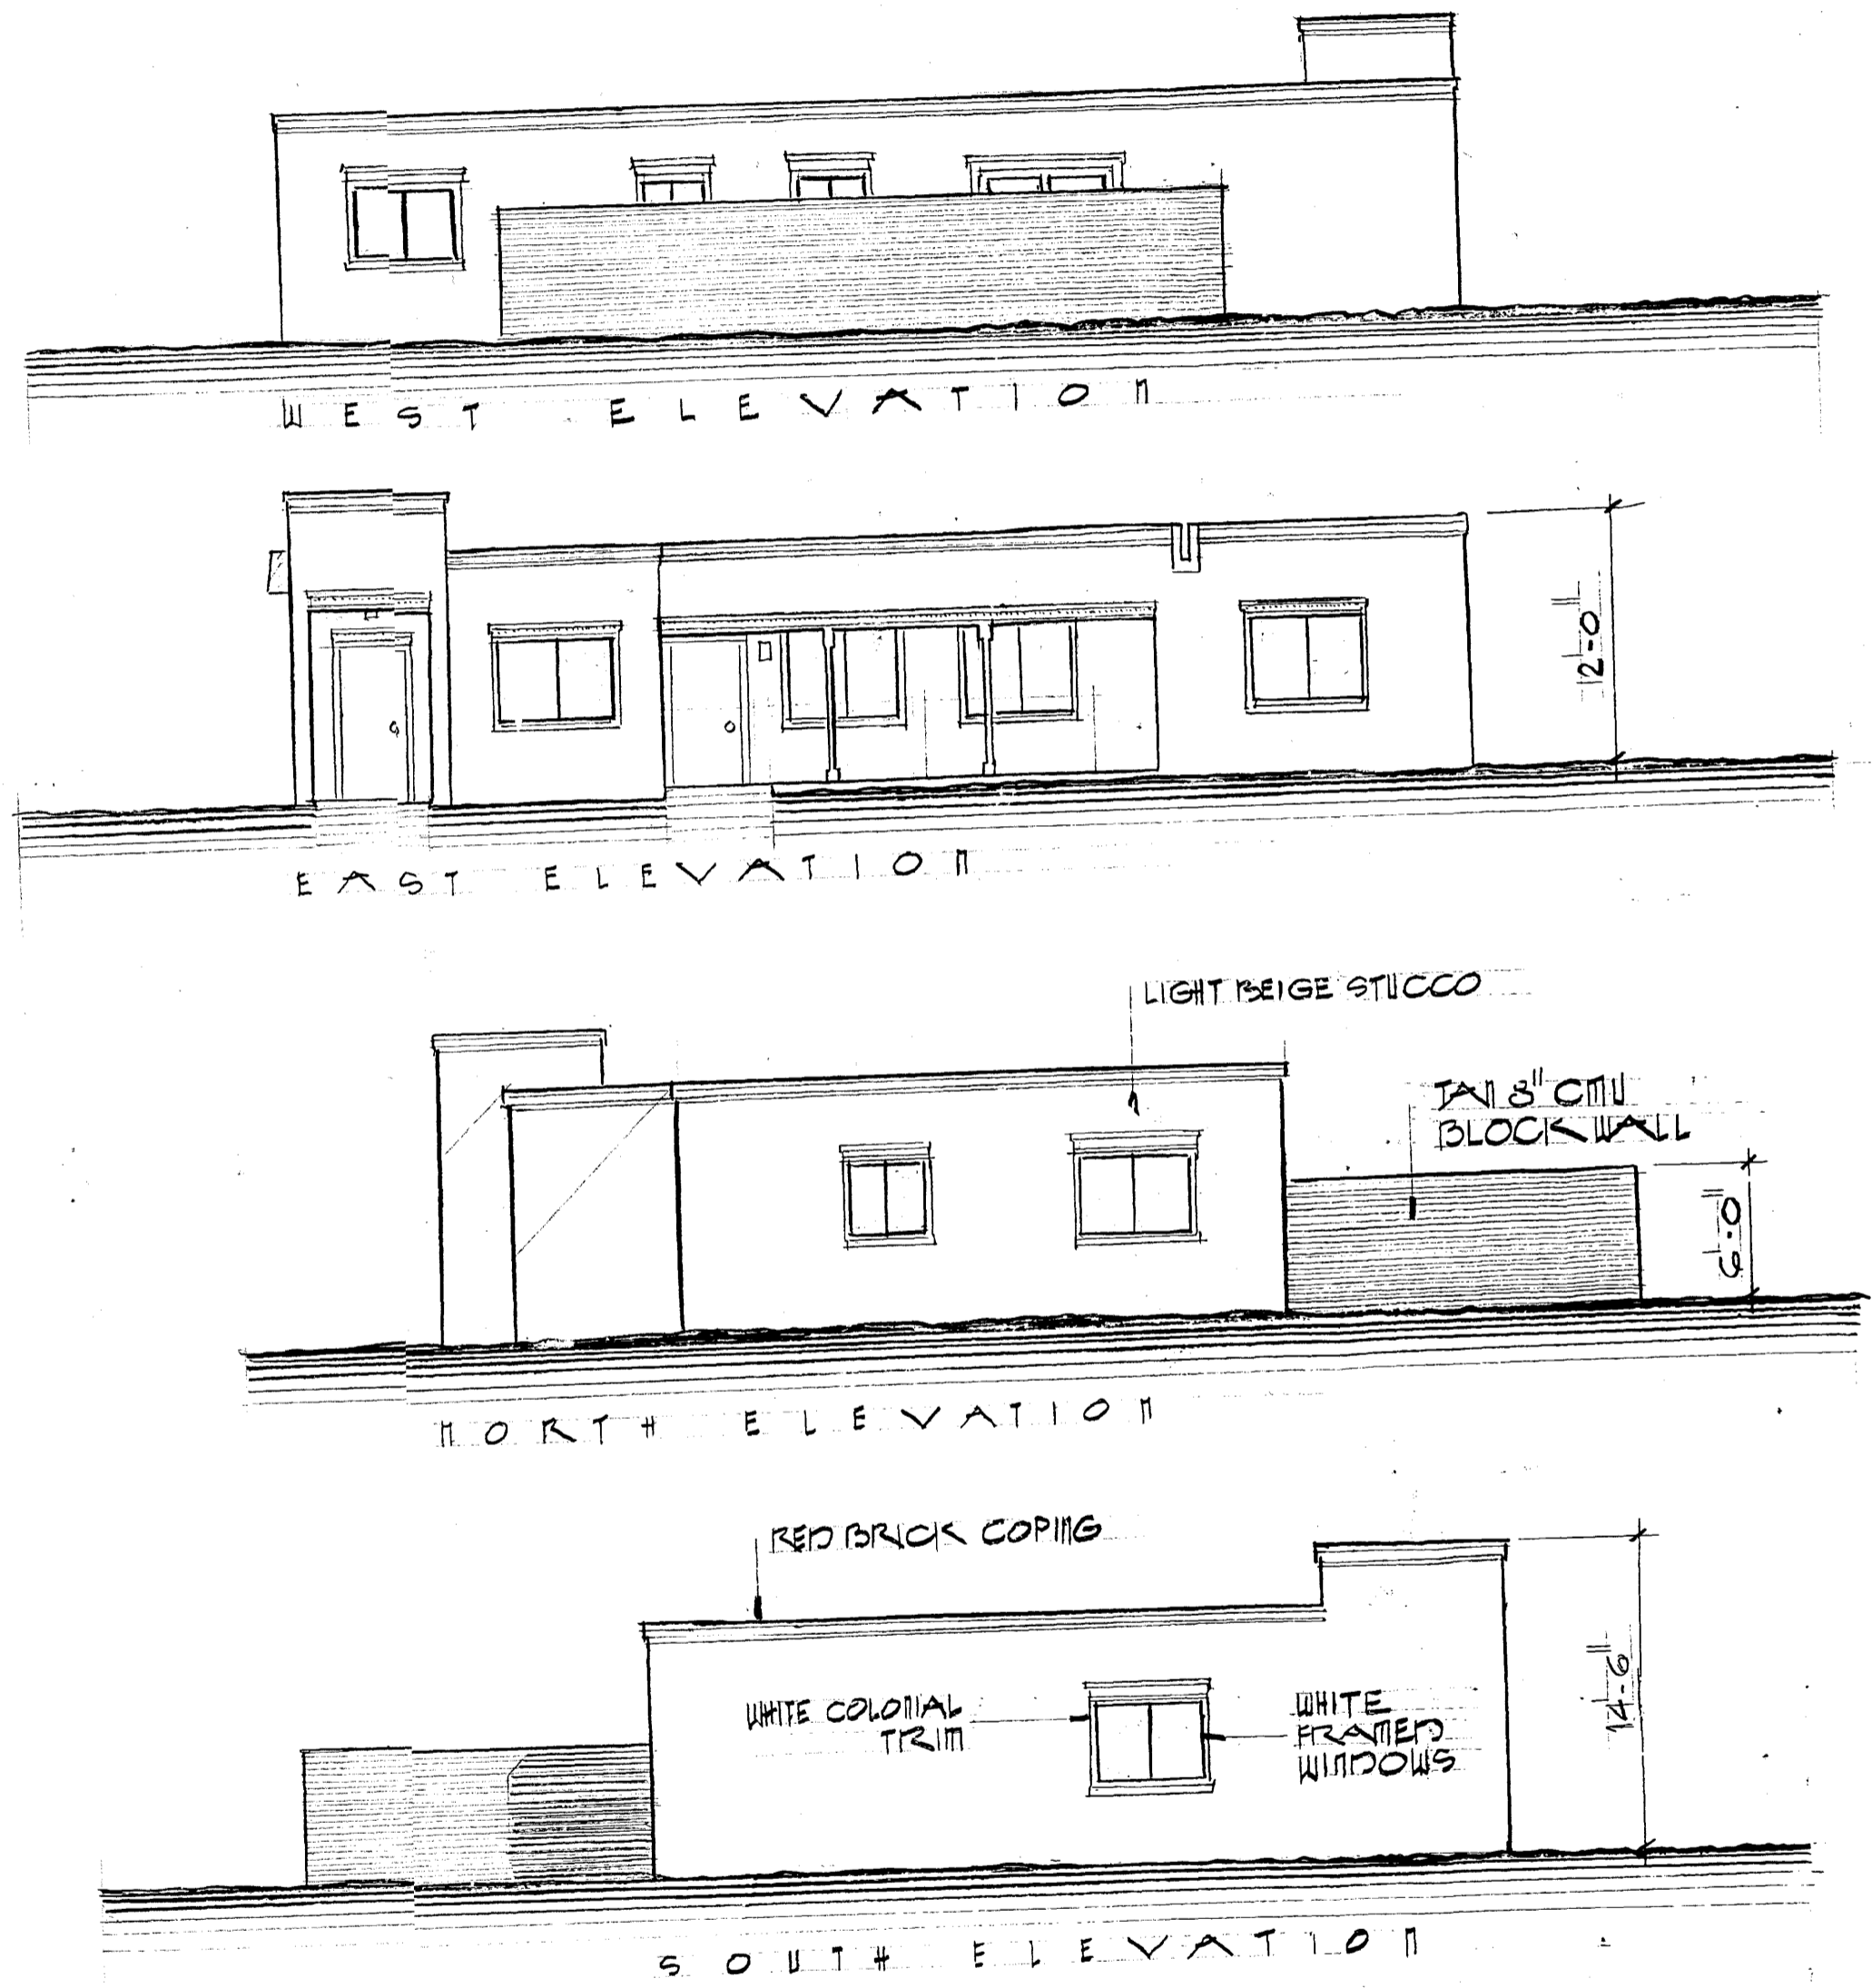 WEST ELEVATION
12'-0"
EAST ELEVATION
LIGHT BEIGE STUCCO
TAN 8" CMU
BLOCK WALL
6'-0"
NORTH ELEVATION
RED BRICK COPING
WHITE COLONIAL
TRIM
WHITE
FRAMED
WINDOWS
14'-6"
SOUTH ELEVATION